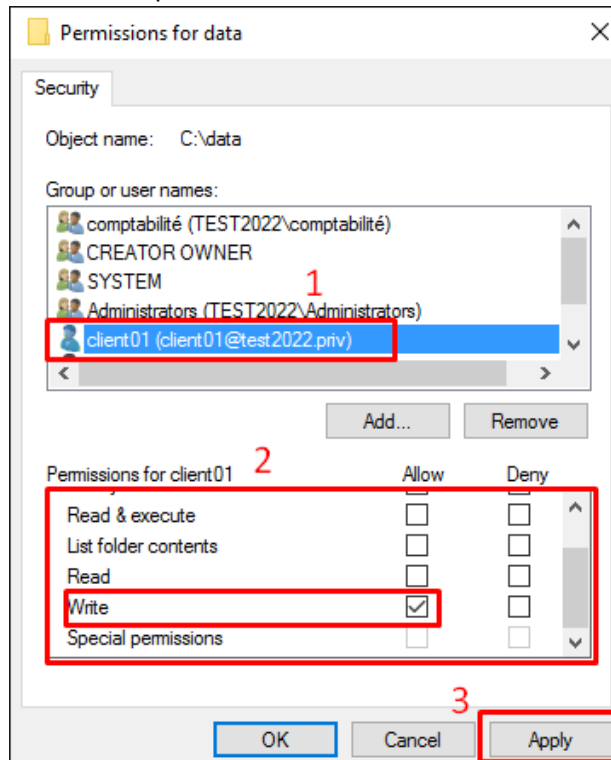 Permissions for data
Security
Object name: C:\data
Group or user names:
comptabilité (TEST2022\comptabilité)
CREATOR OWNER
SYSTEM
1
Administrators (TEST2022\Administrators)
client01 (client01@test2022.priv)
Add... Remove
2
Permissions for client01 Allow Deny
Read & execute
List folder contents
Read
Write
Special permissions
3
OK Cancel Apply